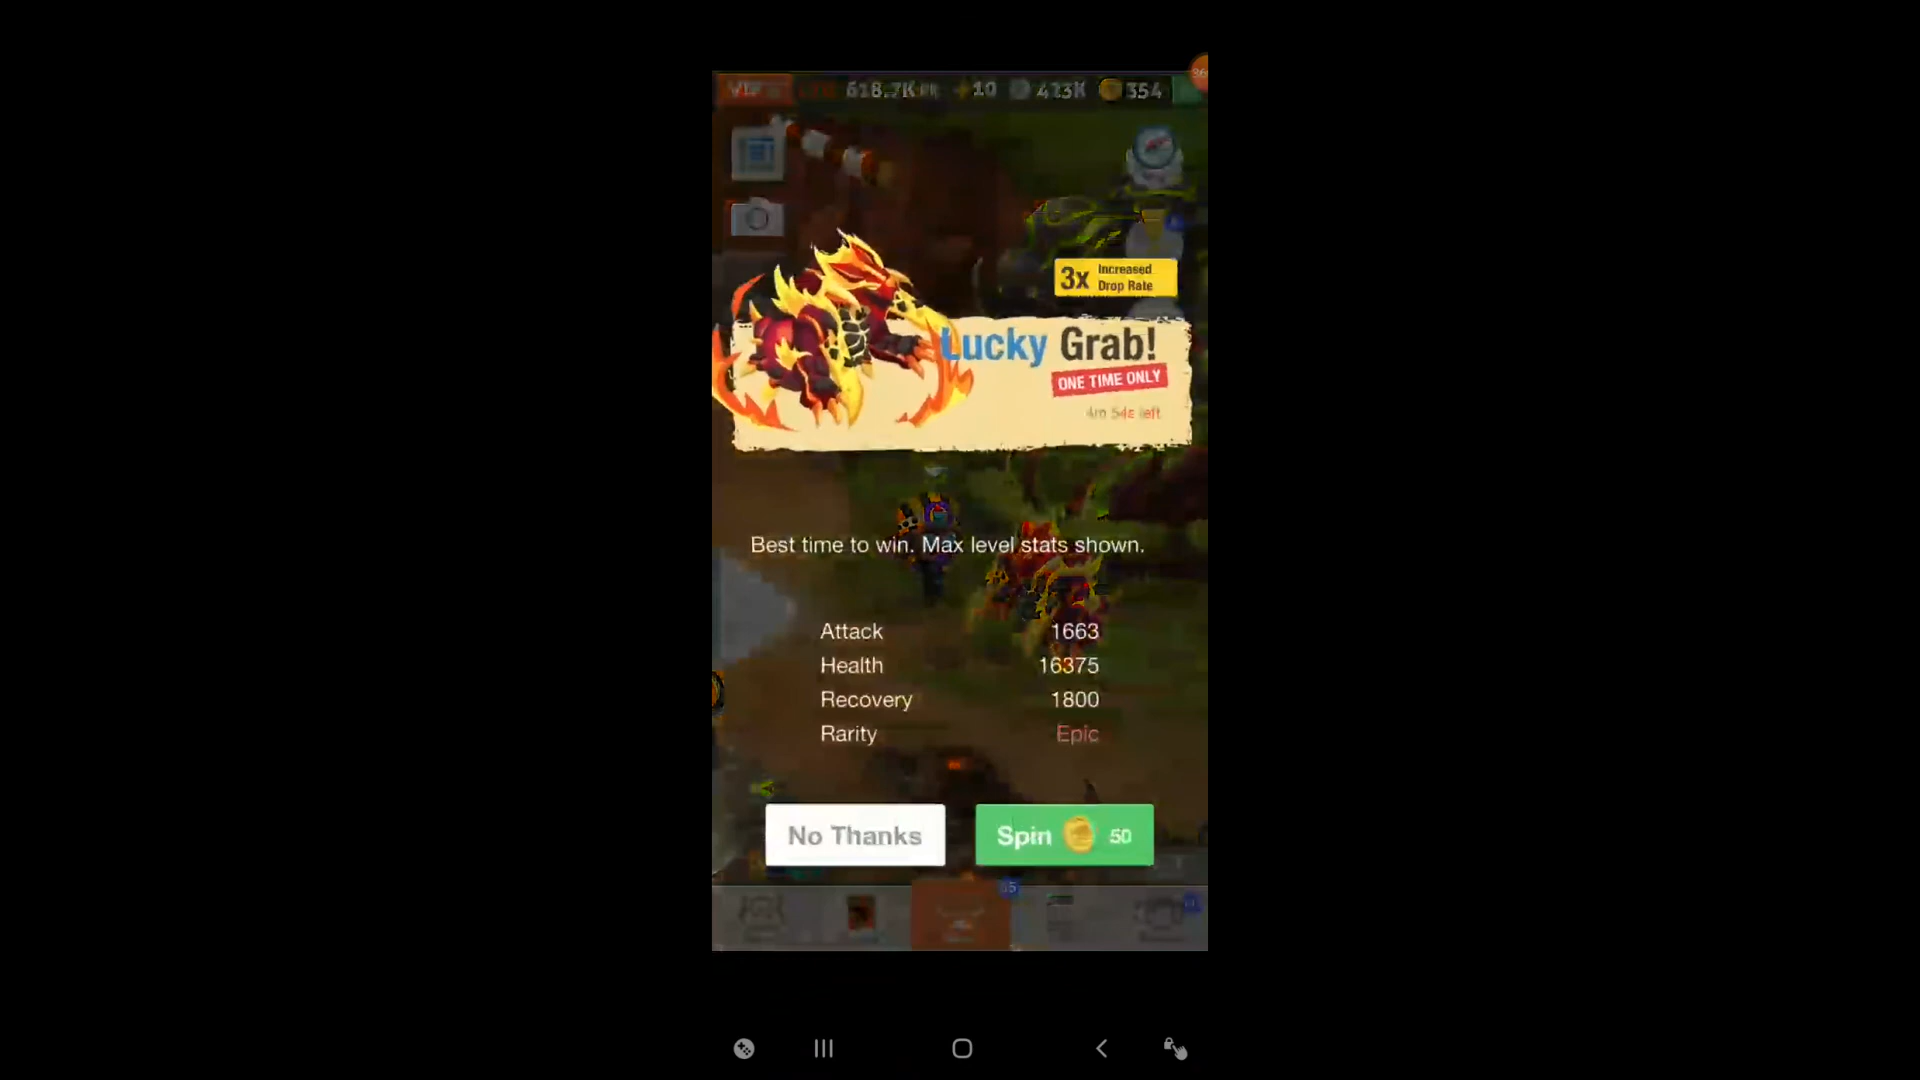 618.7K 10 423K 354
3x Increased
Drop Rate
Lucky Grab!
ONE TIME ONLY
4m 54s left
Best time to win. Max level stats shown.
Attack 1663
Health 16375
Recovery 1800
Rarity Epic
No Thanks
Spin 50